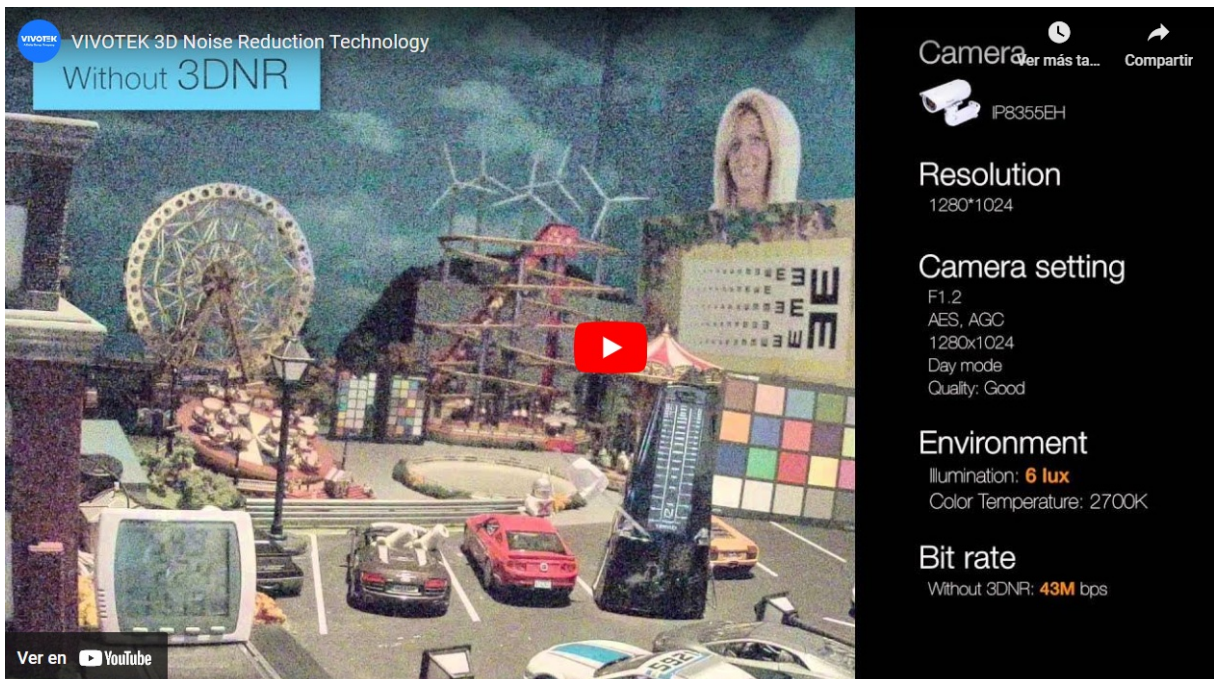 VIVOTEK
VIVOTEK 3D Noise Reduction Technology
Without 3DNR
Camera
Ver más ta...
Compartir
IP8355EH
Resolution
1280*1024
Camera setting
F1.2
AES, AGC
1280x1024
Day mode
Quality: Good
Environment
Illumination: 6 lux
Color Temperature: 2700K
Bit rate
Without 3DNR: 43M bps
Ver en YouTube